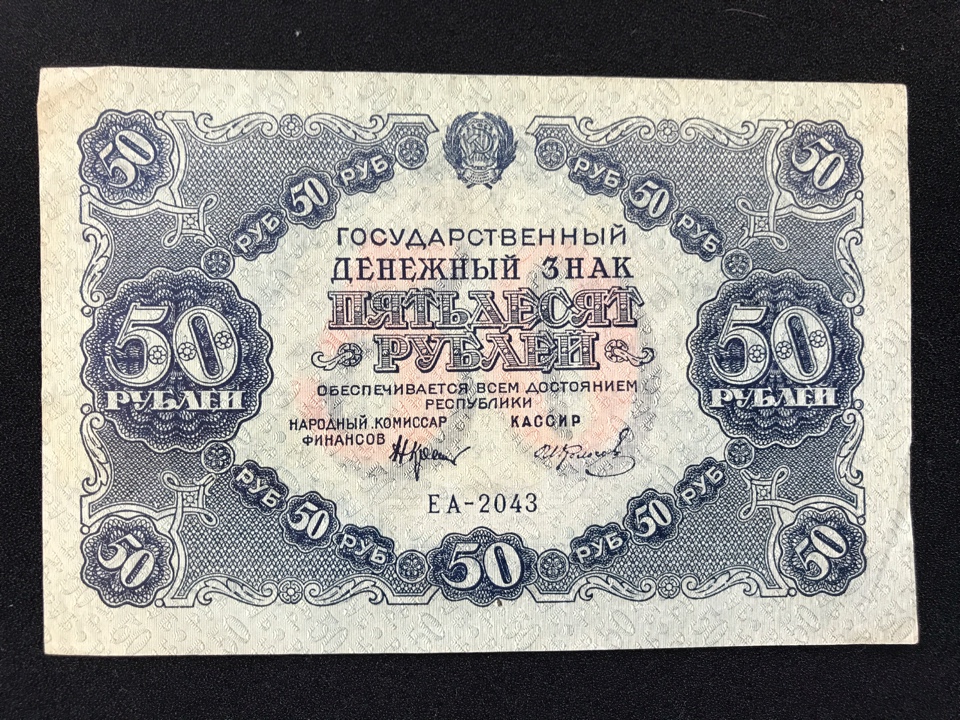 50 РУБ 50 РУБ РУБ 50 РУБ 50
ГОСУДАРСТВЕННЫЙ
ДЕНЕЖНЫЙ ЗНАК
ПЯТЬДЕСЯТ
РУБЛЕЙ
50 50
РУБЛЕЙ РУБЛЕЙ
ОБЕСПЕЧИВАЕТСЯ ВСЕМ ДОСТОЯНИЕМ
РЕСПУБЛИКИ
НАРОДНЫЙ КОМИССАР КАССИР
ФИНАНСОВ
ЕА-2043
50 РУБ 50 РУБ 50 РУБ 50 РУБ 50